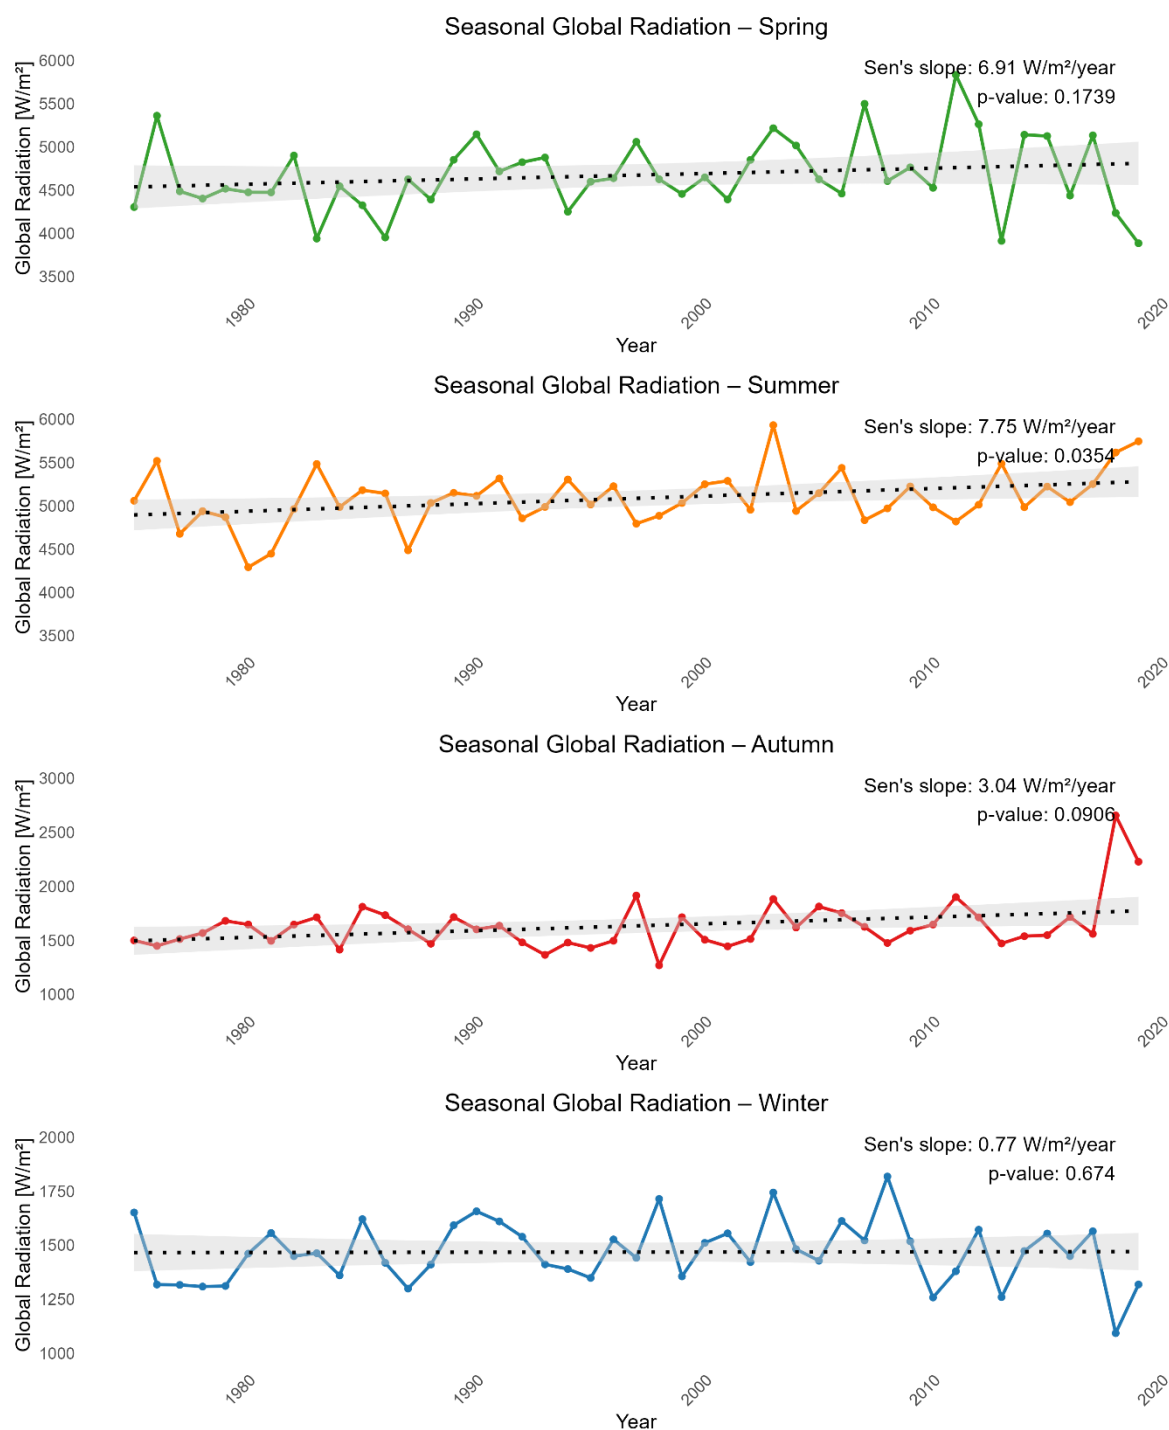 Seasonal Global Radiation – Spring
Global Radiation [W/m²]
6000
5500
5000
4500
4000
3500
Sen's slope: 6.91 W/m²/year
p-value: 0.1739
1980
1990
2000
2010
2020
Year
Seasonal Global Radiation – Summer
Global Radiation [W/m²]
6000
5500
5000
4500
4000
3500
Sen's slope: 7.75 W/m²/year
p-value: 0.0354
1980
1990
2000
2010
2020
Year
Seasonal Global Radiation – Autumn
Global Radiation [W/m²]
3000
2500
2000
1500
1000
Sen's slope: 3.04 W/m²/year
p-value: 0.0906
1980
1990
2000
2010
2020
Year
Seasonal Global Radiation – Winter
Global Radiation [W/m²]
2000
1750
1500
1250
1000
Sen's slope: 0.77 W/m²/year
p-value: 0.674
1980
1990
2000
2010
2020
Year